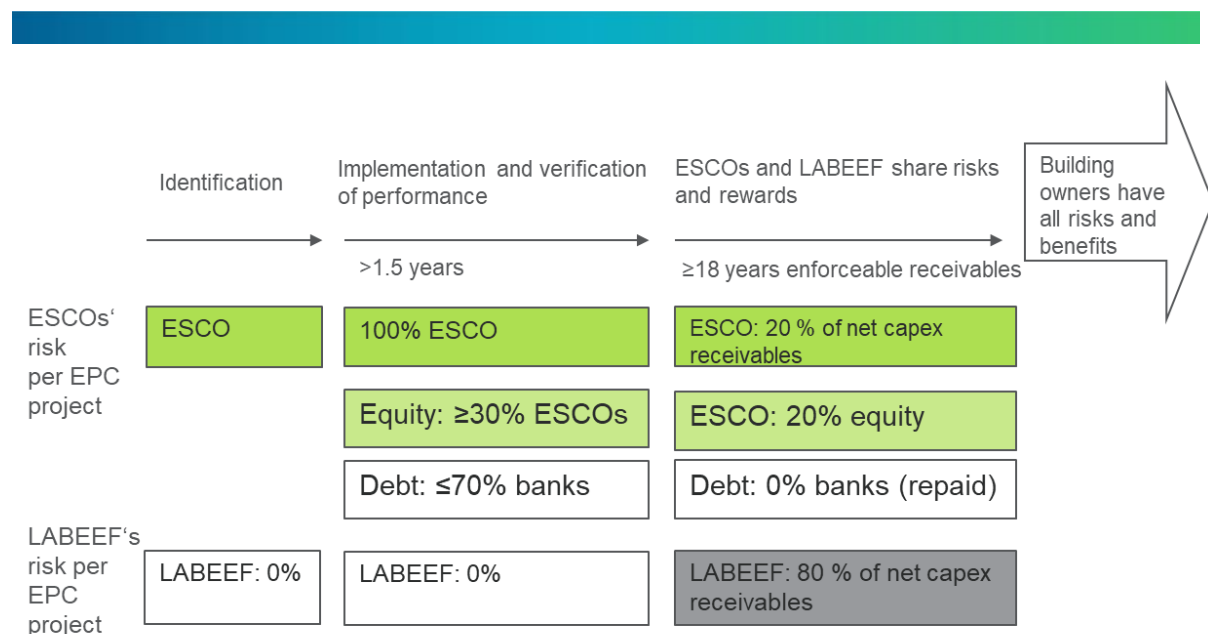 Identification
Implementation and verification
of performance
ESCOs and LABEEF share risks
and rewards
Building
owners have
all risks and
benefits
>1.5 years
≥18 years enforceable receivables
ESCOs‘
risk
per EPC
project
ESCO
100% ESCO
ESCO: 20 % of net capex
receivables
Equity: ≥30% ESCOs
ESCO: 20% equity
Debt: ≤70% banks
Debt: 0% banks (repaid)
LABEEF‘s
risk per
EPC
project
LABEEF: 0%
LABEEF: 0%
LABEEF: 80 % of net capex
receivables